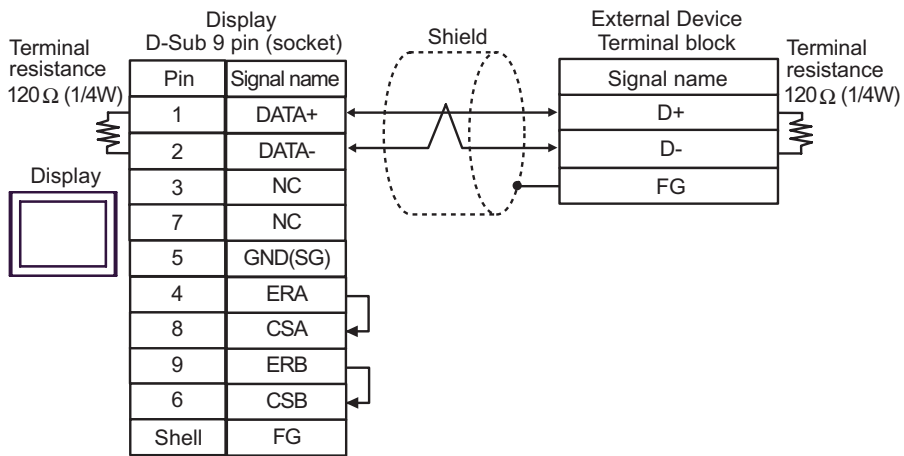 Display
D-Sub 9 pin (socket)
Terminal
resistance
120 Ω (1/4W)
Pin Signal name
1 DATA+
2 DATA-
3 NC
7 NC
5 GND(SG)
4 ERA
8 CSA
9 ERB
6 CSB
Shell FG
Display
Shield
External Device
Terminal block
Signal name
D+
D-
FG
Terminal
resistance
120 Ω (1/4W)